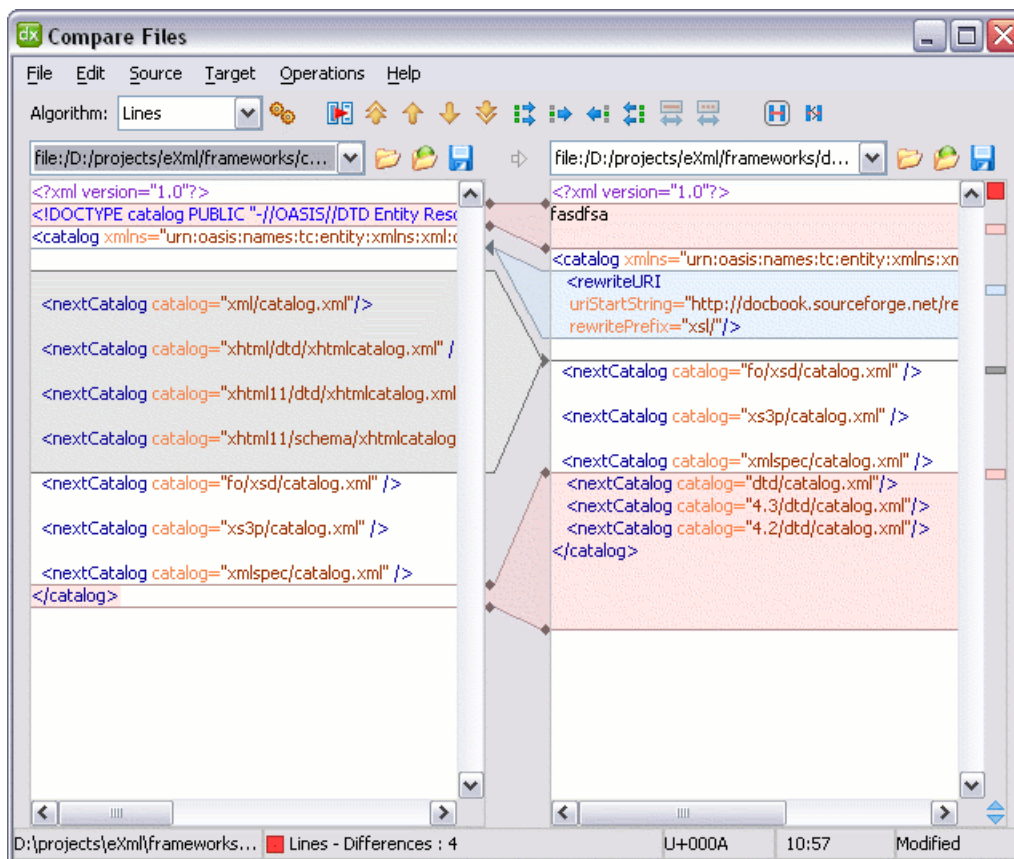 Compare Files
File Edit Source Target Operations Help
Algorithm: Lines
file:/D:/projects/eXml/frameworks/c...
file:/D:/projects/eXml/frameworks/d...
<?xml version="1.0"?>
<!DOCTYPE catalog PUBLIC "-//OASIS//DTD Entity Reso
<catalog xmlns="urn:oasis:names:tc:entity:xmlns:xml:c
<nextCatalog catalog="xml/catalog.xml"/>
<nextCatalog catalog="xhtml/dtd/xhtmlcatalog.xml" /
<nextCatalog catalog="xhtml11/dtd/xhtmlcatalog.xml
<nextCatalog catalog="xhtml11/schema/xhtmlcatalog
<nextCatalog catalog="fo/xsd/catalog.xml" />
<nextCatalog catalog="xs3p/catalog.xml" />
<nextCatalog catalog="xmlspec/catalog.xml" />
</catalog>
<?xml version="1.0"?>
fasdfsa
<catalog xmlns="urn:oasis:names:tc:entity:xmlns:xm
<rewriteURI
uriStartString="http://docbook.sourceforge.net/re
rewritePrefix="xsl/"/>
<nextCatalog catalog="fo/xsd/catalog.xml" />
<nextCatalog catalog="xs3p/catalog.xml" />
<nextCatalog catalog="xmlspec/catalog.xml" />
<nextCatalog catalog="dtd/catalog.xml"/>
<nextCatalog catalog="4.3/dtd/catalog.xml"/>
<nextCatalog catalog="4.2/dtd/catalog.xml"/>
</catalog>
D:\projects\eXml\frameworks... Lines - Differences : 4 U+000A 10:57 Modified